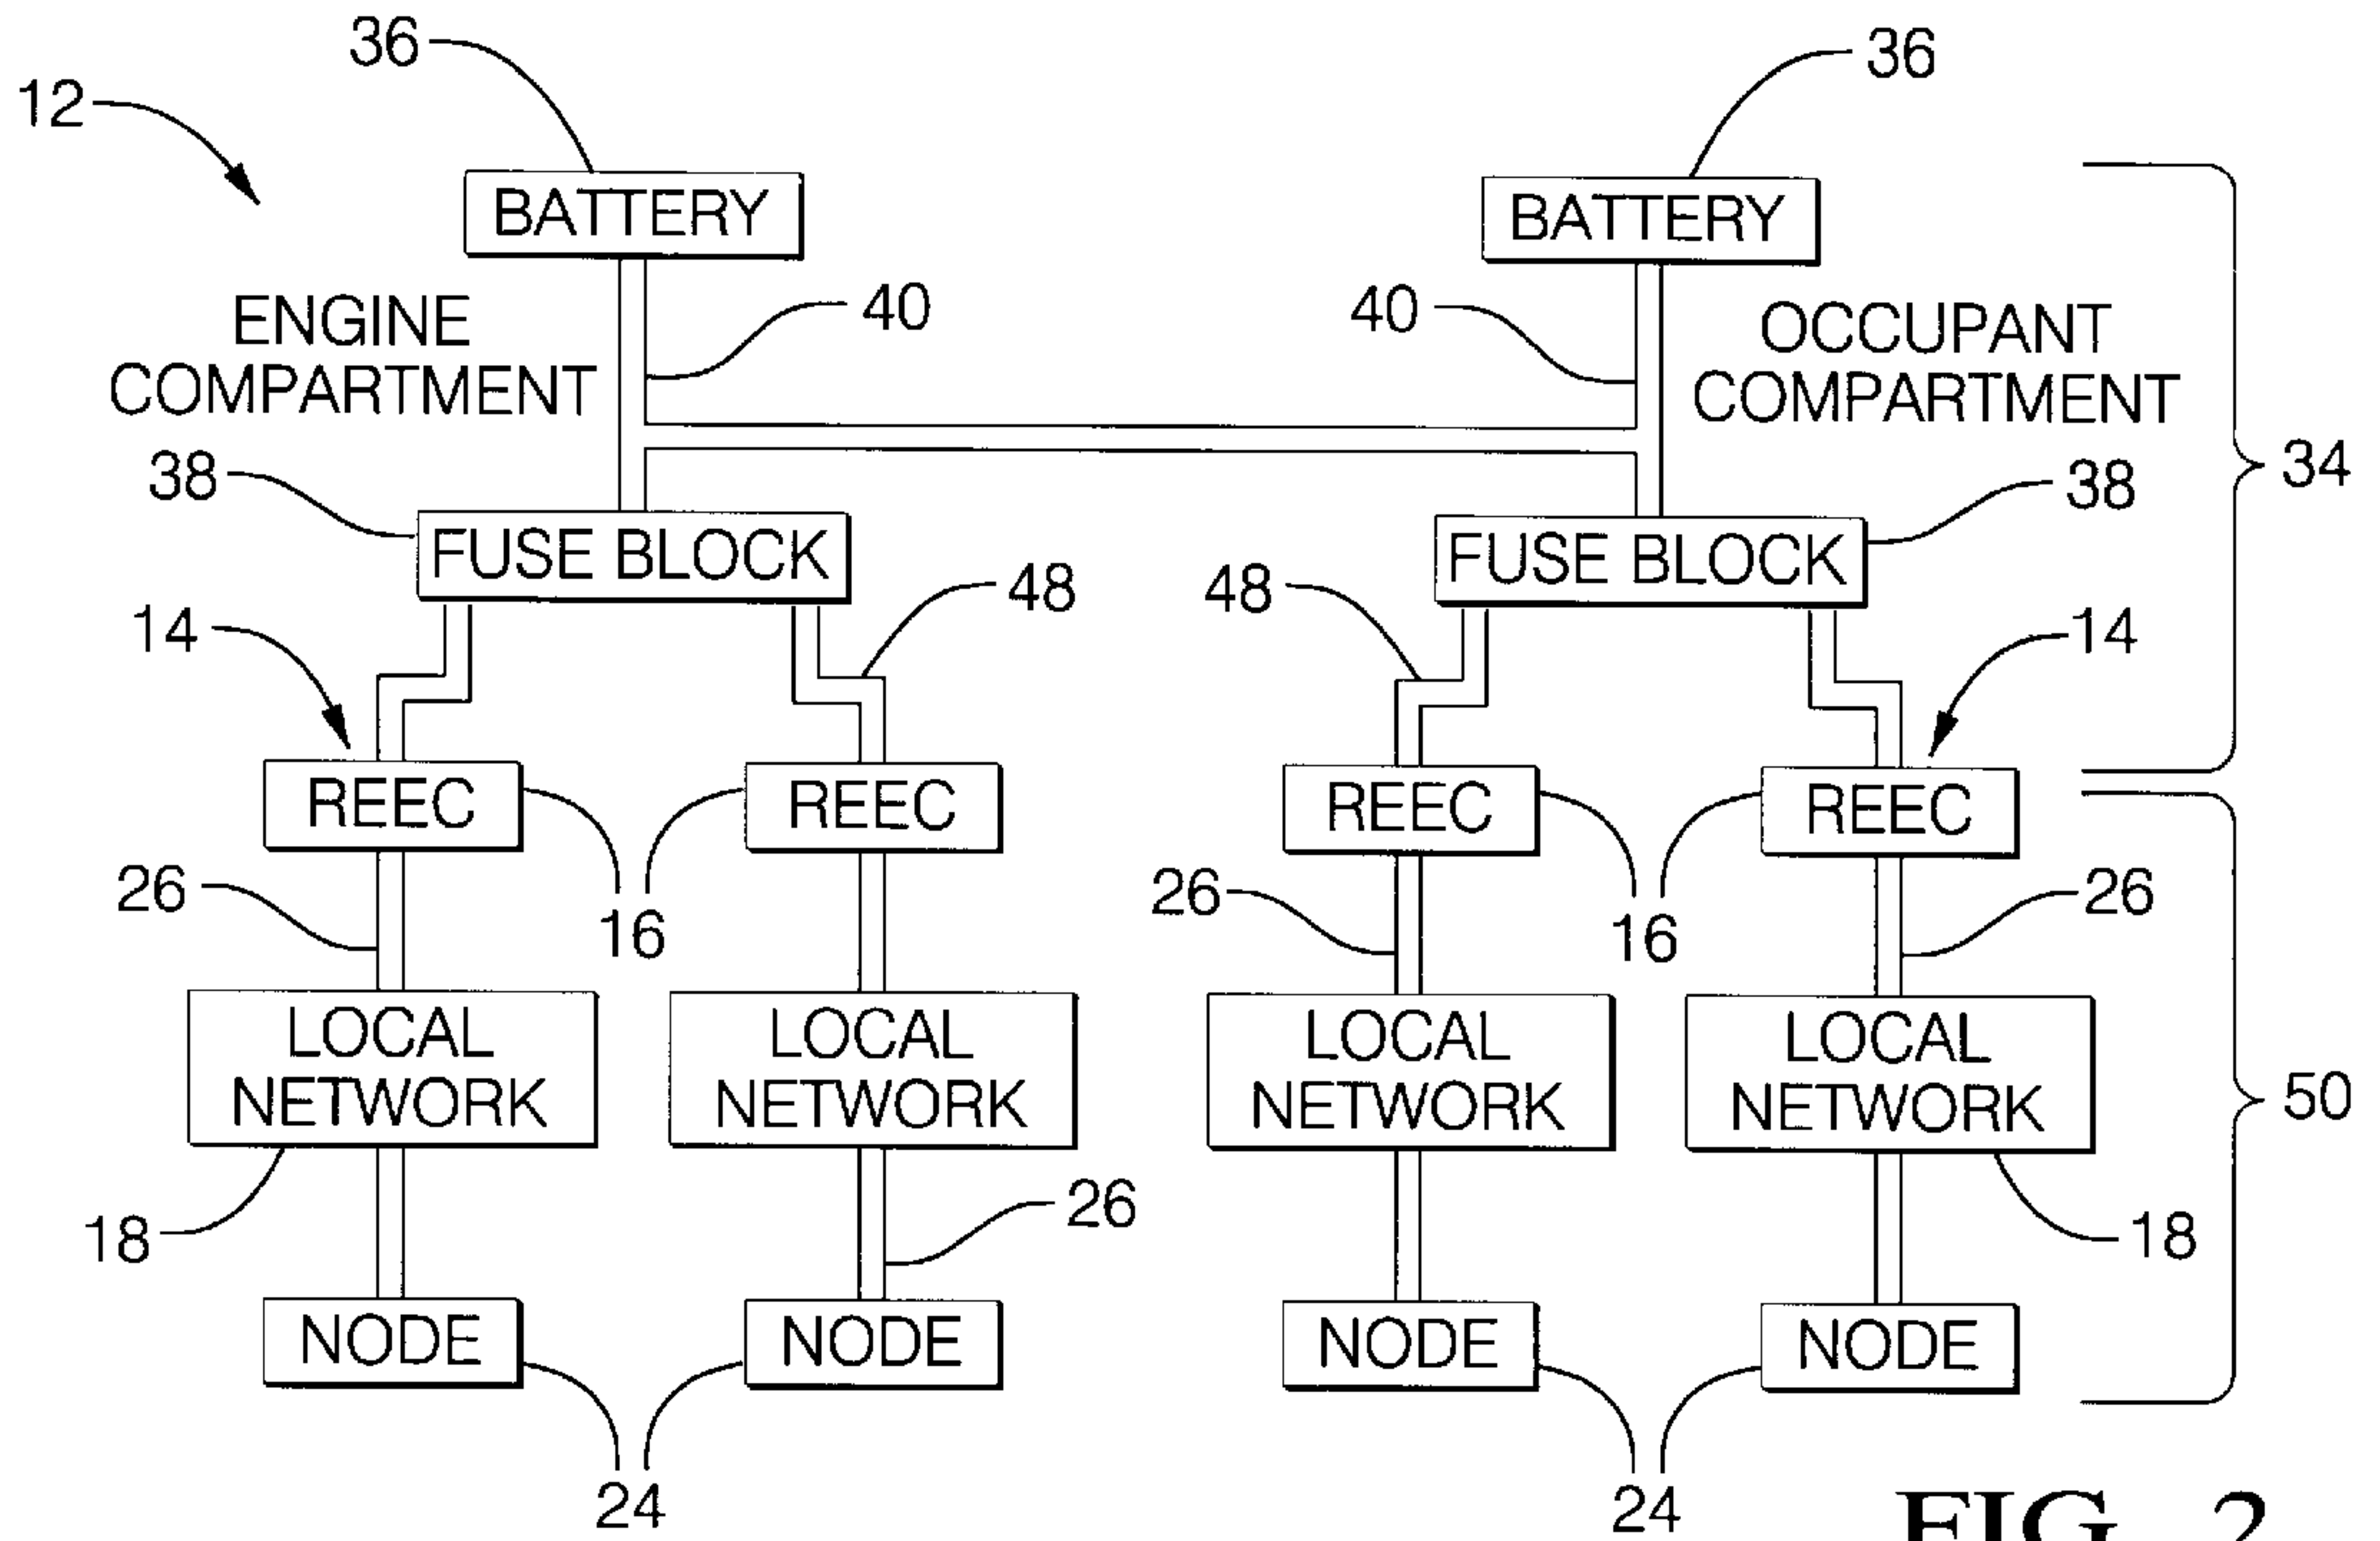 36
36
12
BATTERY
BATTERY
40
40
ENGINE
COMPARTMENT
OCCUPANT
COMPARTMENT
34
38
38
FUSE BLOCK
FUSE BLOCK
48
48
14
14
REEC
REEC
REEC
REEC
26
16
26
16
26
LOCAL
NETWORK
LOCAL
NETWORK
LOCAL
NETWORK
LOCAL
NETWORK
50
18
26
18
NODE
NODE
NODE
NODE
24
24
FIG. 2